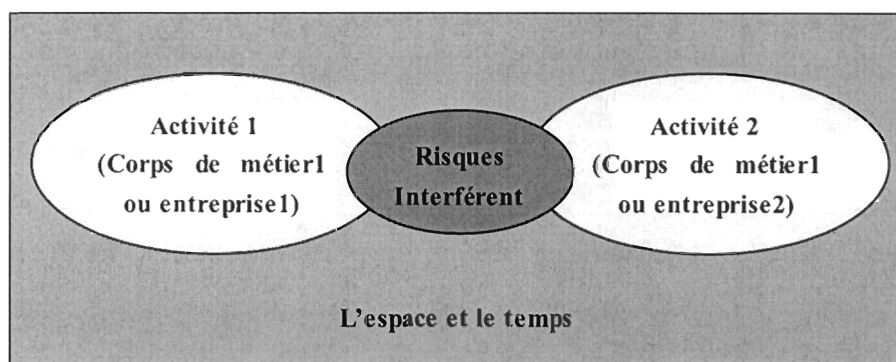 Activité 1
(Corps de métier1
ou entreprise1)
Risques
Interférent
Activité 2
(Corps de métier1
ou entreprise2)
L'espace et le temps